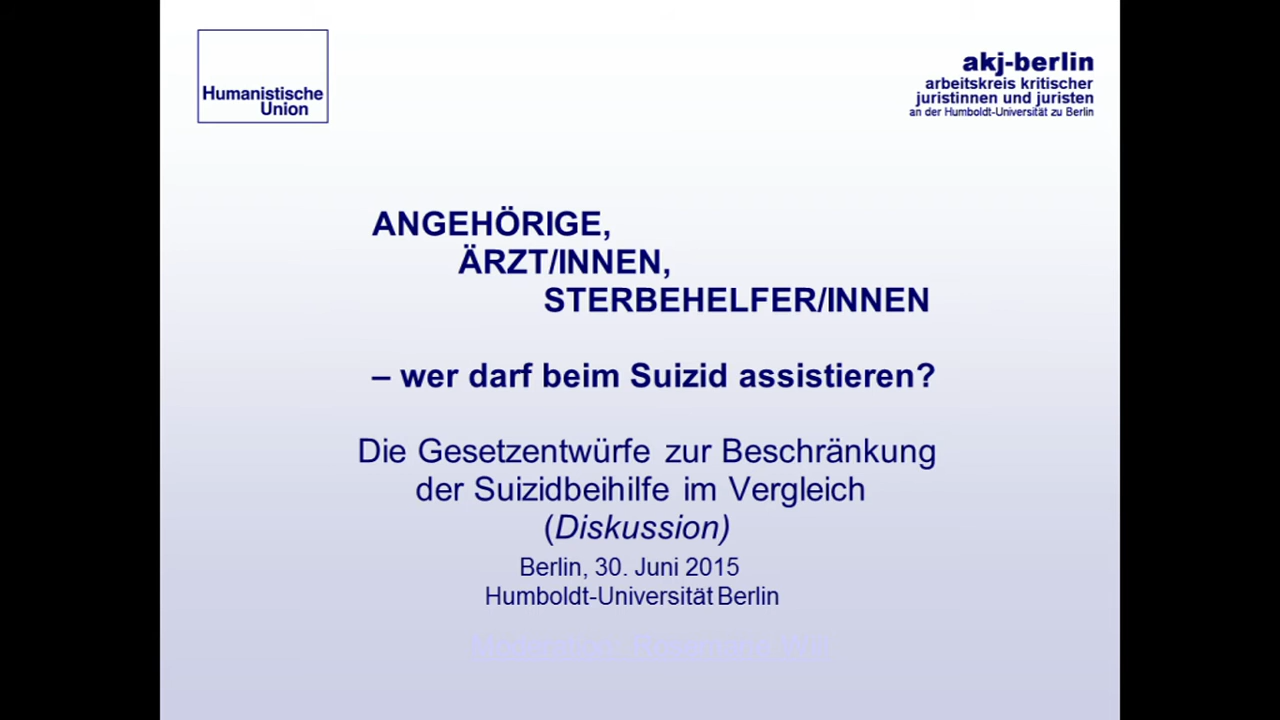 Humanistische
Union
akj-berlin
arbeitskreis kritischer
juristinnen und juristen
an der Humboldt-Universität zu Berlin
ANGEHÖRIGE,
ÄRZT/INNEN,
STERBEHELFER/INNEN
– wer darf beim Suizid assistieren?
Die Gesetzentwürfe zur Beschränkung
der Suizidbeihilfe im Vergleich
(Diskussion)
Berlin, 30. Juni 2015
Humboldt-Universität Berlin